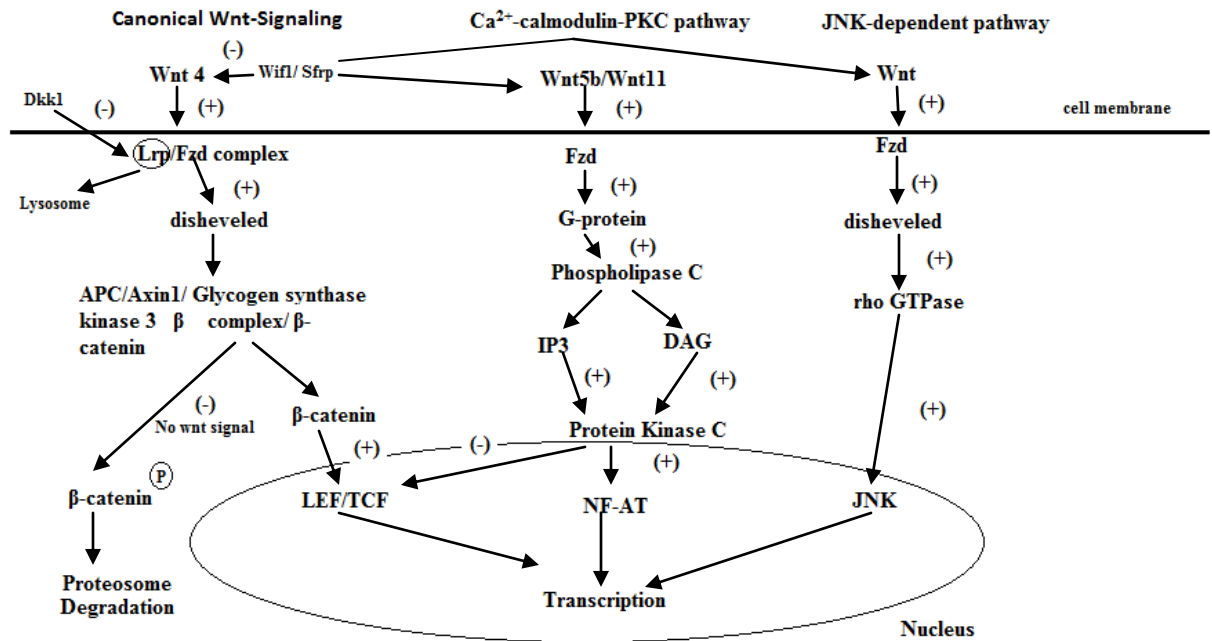 Canonical Wnt-Signaling
Ca2+-calmodulin-PKC pathway
JNK-dependent pathway
(-)
Wnt 4
Wif1/ Sfrp
Wnt5b/Wnt11
Wnt
Dkk1
(-)
(+)
(+)
(+)
cell membrane
Lrp/Fzd complex
Fzd
Fzd
Lysosome
(+)
(+)
(+)
disheveled
G-protein
disheveled
(+)
(+)
Phospholipase C
APC/Axin1/ Glycogen synthase
kinase 3 β complex/ β-
catenin
rho GTPase
IP3
DAG
(+)
(+)
(-)
No wnt signal
β-catenin
(+)
Protein Kinase C
(+)
(-)
(+)
P
β-catenin
LEF/TCF
NF-AT
JNK
Proteosome
Degradation
Transcription
Nucleus